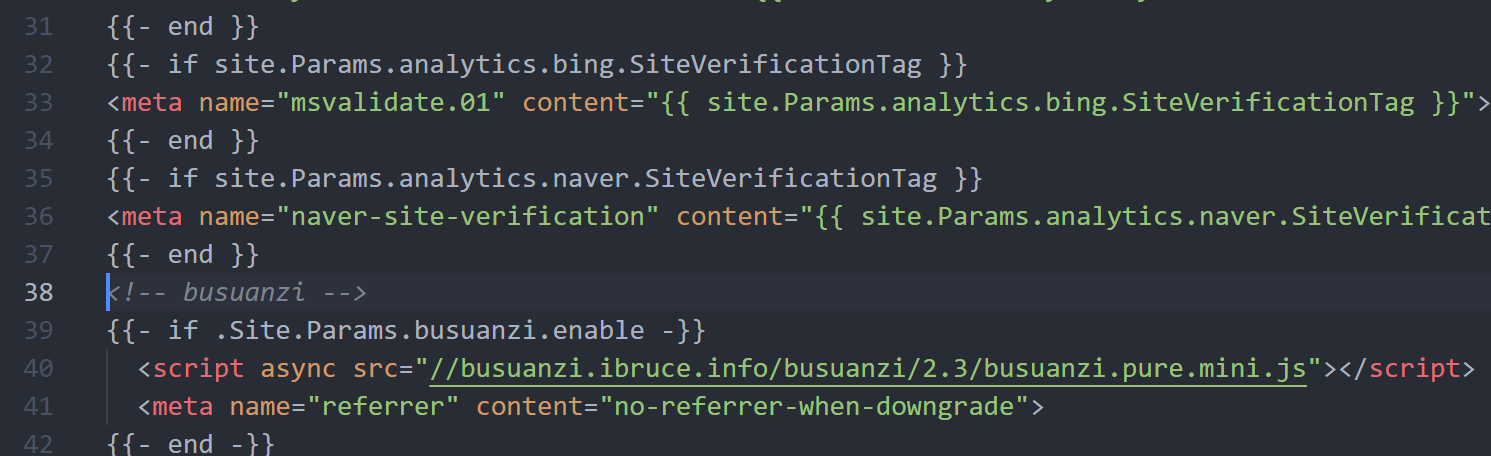 31 {{- end }}
32 {{- if site.Params.analytics.bing.SiteVerificationTag }}
33 <meta name="msvalidate.01" content="{{ site.Params.analytics.bing.SiteVerificationTag }}">
34 {{- end }}
35 {{- if site.Params.analytics.naver.SiteVerificationTag }}
36 <meta name="naver-site-verification" content="{{ site.Params.analytics.naver.SiteVerificat
37 {{- end }}
38 <!-- busuanzi -->
39 {{- if .Site.Params.busuanzi.enable -}}
40 <script async src="//busuanzi.ibruce.info/busuanzi/2.3/busuanzi.pure.mini.js"></script>
41 <meta name="referrer" content="no-referrer-when-downgrade">
42 {{- end -}}